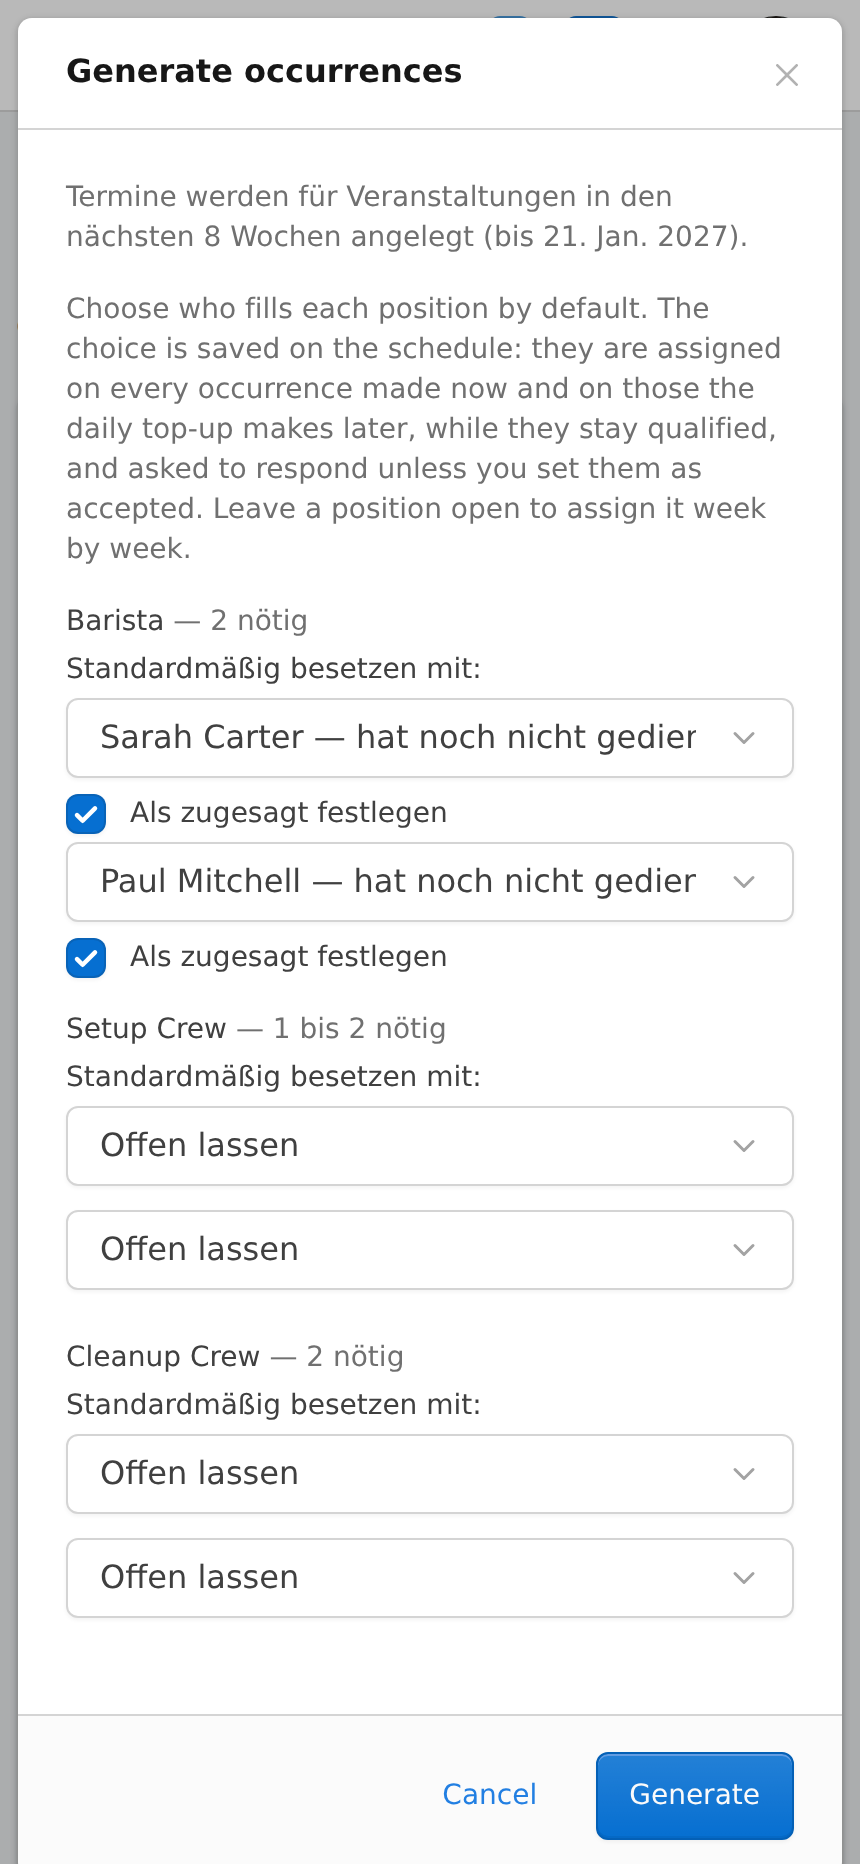 Generate occurrences
Termine werden für Veranstaltungen in den
nächsten 8 Wochen angelegt (bis 21. Jan. 2027).
Choose who fills each position by default. The
choice is saved on the schedule: they are assigned
on every occurrence made now and on those the
daily top-up makes later, while they stay qualified,
and asked to respond unless you set them as
accepted. Leave a position open to assign it week
by week.
Barista — 2 nötig
Standardmäßig besetzen mit:
Sarah Carter — hat noch nicht gedier
Als zugesagt festlegen
Paul Mitchell — hat noch nicht gedier
Als zugesagt festlegen
Setup Crew — 1 bis 2 nötig
Standardmäßig besetzen mit:
Offen lassen
Offen lassen
Cleanup Crew — 2 nötig
Standardmäßig besetzen mit:
Offen lassen
Offen lassen
Cancel
Generate